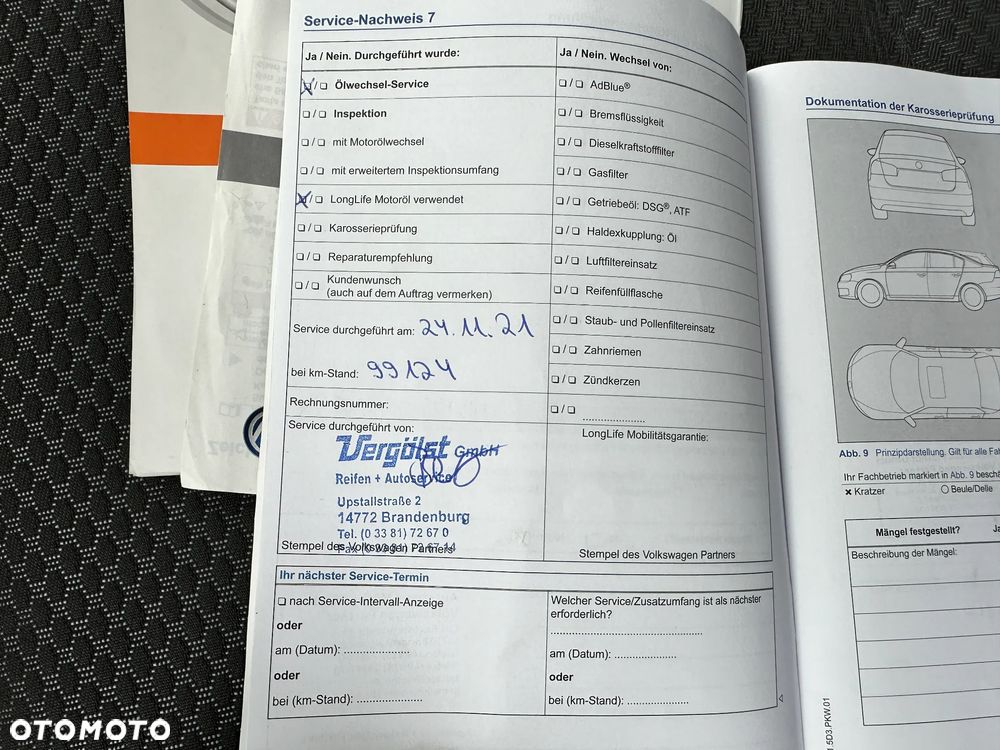 Service-Nachweis 7
Ja / Nein. Durchgeführt wurde:
❏ / ❏ Ölwechsel-Service
❏ / ❏ Inspektion
❏ / ❏ mit Motorölwechsel
❏ / ❏ mit erweitertem Inspektionsumfang
❏ / ❏ LongLife Motoröl verwendet
❏ / ❏ Karosserieprüfung
❏ / ❏ Reparaturempfehlung
❏ / ❏ Kundenwunsch
(auch auf dem Auftrag vermerken)
Service durchgeführt am: 24.11.21
bei km-Stand: 99124
Rechnungsnummer:
Service durchgeführt von:
Vergölst GmbH
Reifen + Autoservice
Upstallstraße 2
14772 Brandenburg
Tel. (0 33 81) 72 67 0
Stempel des Volkswagen Partners
Ja / Nein. Wechsel von:
❏ / ❏ AdBlue®
❏ / ❏ Bremsflüssigkeit
❏ / ❏ Dieselkraftstofffilter
❏ / ❏ Gasfilter
❏ / ❏ Getriebeöl: DSG®, ATF
❏ / ❏ Haldexkupplung: Öl
❏ / ❏ Luftfiltereinsatz
❏ / ❏ Reifenfüllflasche
❏ / ❏ Staub- und Pollenfiltereinsatz
❏ / ❏ Zahnriemen
❏ / ❏ Zündkerzen
❏ / ❏ ....................
LongLife Mobilitätsgarantie:
Stempel des Volkswagen Partners
Ihr nächster Service-Termin
❏ nach Service-Intervall-Anzeige
oder
am (Datum): .....................
oder
bei (km-Stand): .....................
Welcher Service/Zusatzumfang ist als nächster
erforderlich?
.................................................
am (Datum): ....................
oder
bei (km-Stand): ....................
Dokumentation der Karosserieprüfung
Abb. 9 Prinzipdarstellung. Gilt für alle
Ihr Fachbetrieb markiert in Abb. 9
× Kratzer ○ Beule/Delle
Mängel festgestellt?
Beschreibung der Mängel:
5D3.PKW.01
OTOMOTO